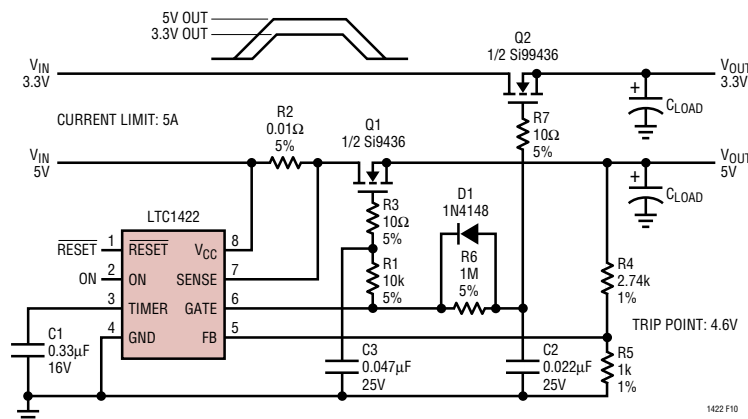 5V OUT
3.3V OUT
Q2
1/2 Si99436
VIN
3.3V
VOUT
3.3V
+
CLOAD
CURRENT LIMIT: 5A
R2
0.01Ω
5%
Q1
1/2 Si9436
R7
10Ω
5%
VIN
5V
VOUT
5V
+
CLOAD
LTC1422
R3
10Ω
5%
D1
1N4148
RESET
1
RESET
VCC
8
R1
10k
5%
R6
1M
5%
R4
2.74k
1%
ON
2
ON
SENSE
7
3
TIMER
GATE
6
TRIP POINT: 4.6V
4
GND
FB
5
C1
0.33µF
16V
C3
0.047µF
25V
C2
0.022µF
25V
R5
1k
1%
1422 F10